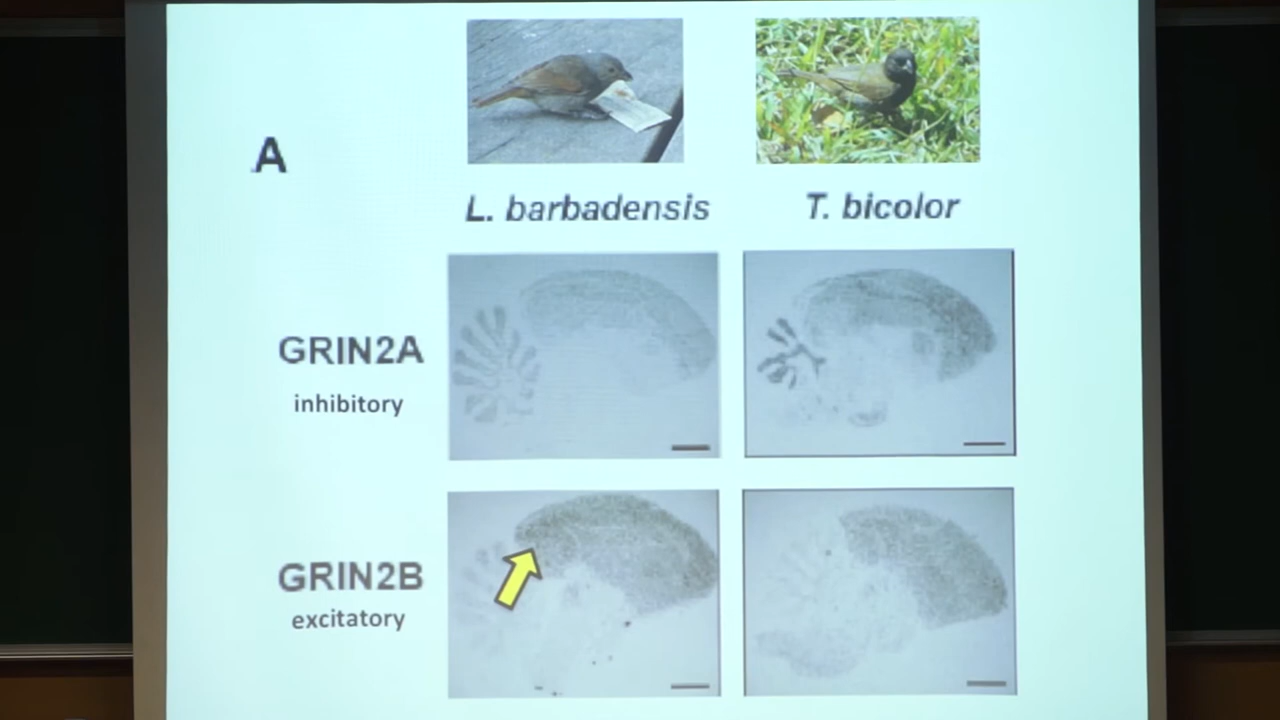 A
L. barbadensis
T. bicolor
GRIN2A
inhibitory
GRIN2B
excitatory